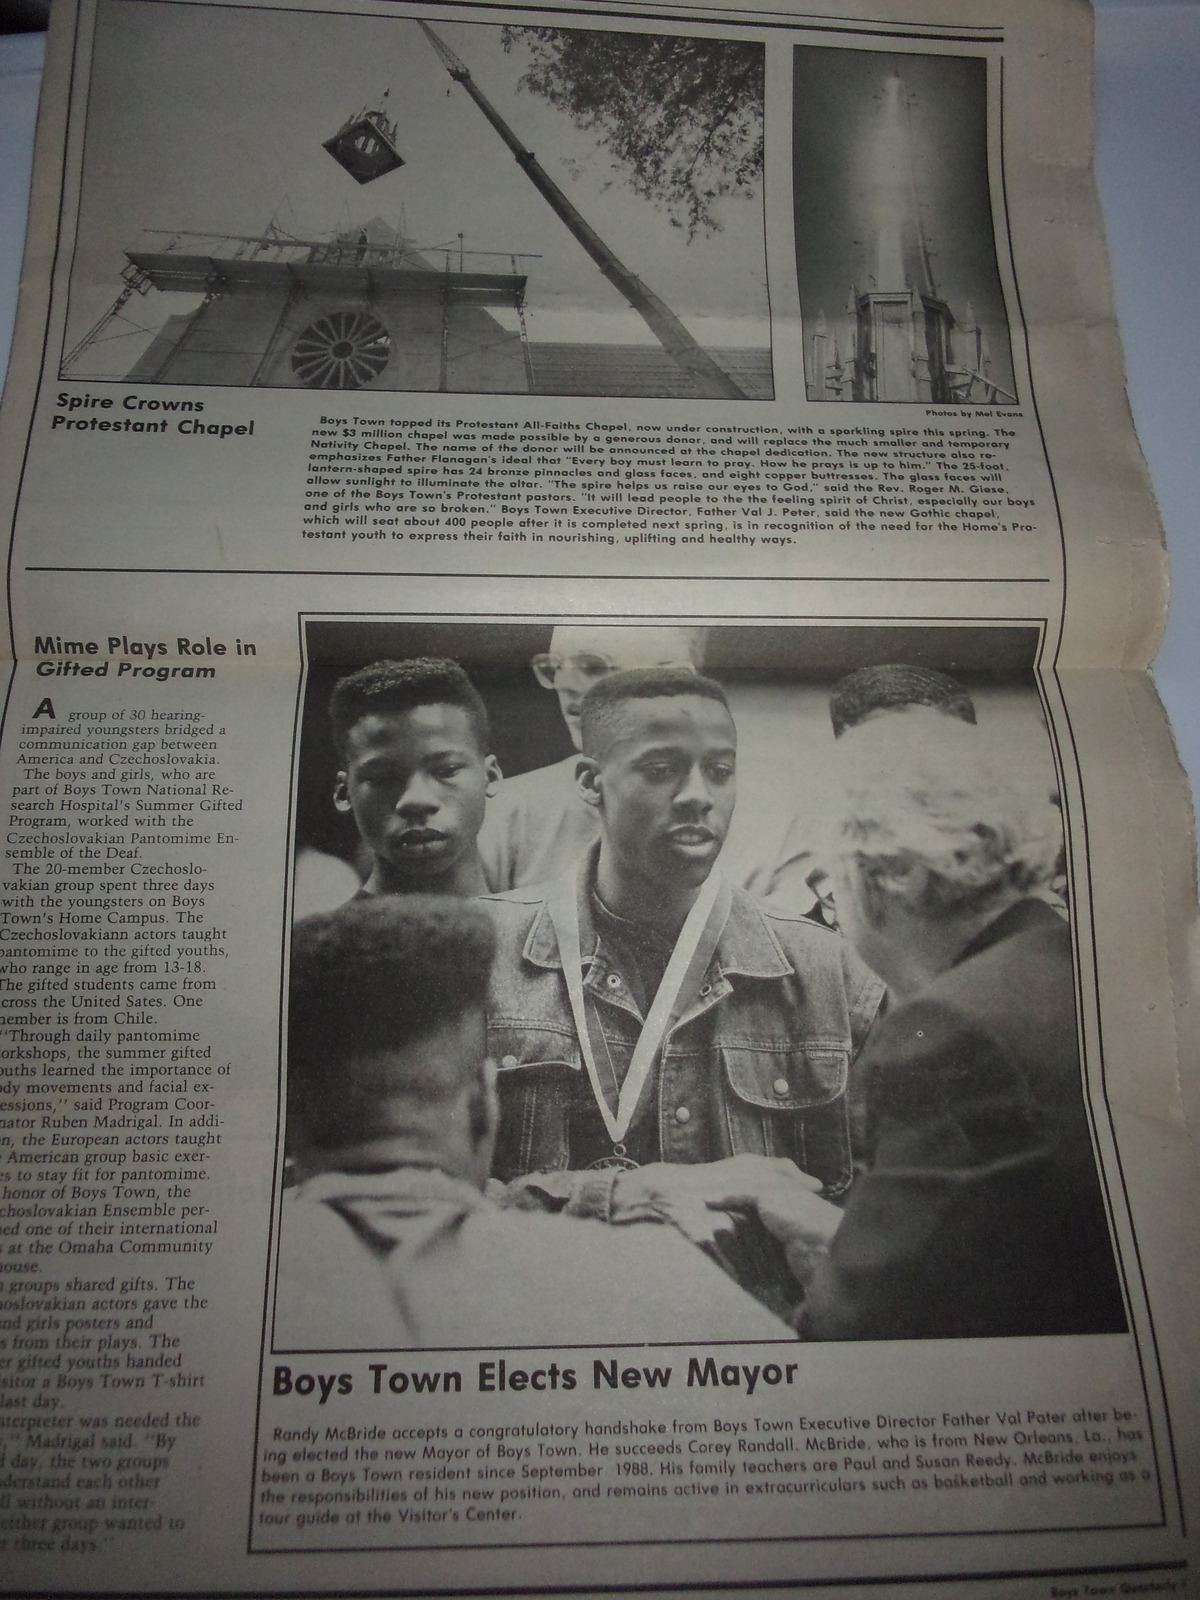 Photos by Mel Evans
Spire Crowns
Protestant Chapel
Boys Town topped its Protestant All-Faiths Chapel, now under construction, with a sparkling spire this spring. The
new $3 million chapel was made possible by a generous donor, and will replace the much smaller and temporary
Nativity Chapel. The name of the donor will be announced at the chapel dedication. The new structure also re-
emphasizes Father Flanagan's ideal that "Every boy must learn to pray. How he prays is up to him." The 25-foot,
lantern-shaped spire has 24 bronze pinnacles and glass faces, and eight copper buttresses. The glass faces will
allow sunlight to illuminate the altar. "The spire helps us raise our eyes to God," said the Rev. Roger M. Giese,
one of the Boys Town's Protestant pastors. "It will lead people to the the feeling spirit of Christ, especially our boys
and girls who are so broken." Boys Town Executive Director, Father Val J. Peter, said the new Gothic chapel,
which will seat about 400 people after it is completed next spring, is in recognition of the need for the Home's Pro-
testant youth to express their faith in nourishing, uplifting and healthy ways.
Mime Plays Role in
Gifted Program
A group of 30 hearing-
impaired youngsters bridged a
communication gap between
America and Czechoslovakia.
The boys and girls, who are
part of Boys Town National Re-
search Hospital's Summer Gifted
Program, worked with the
Czechoslovakian Pantomime En-
semble of the Deaf.
The 20-member Czechoslo-
vakian group spent three days
with the youngsters on Boys
Town's Home Campus. The
Czechoslovakiann actors taught
pantomime to the gifted youths,
who range in age from 13-18.
The gifted students came from
cross the United Sates. One
member is from Chile.
"Through daily pantomime
orkshops, the summer gifted
ouths learned the importance of
dy movements and facial ex-
essions," said Program Coor-
nator Ruben Madrigal. In addi-
n, the European actors taught
American group basic exer-
es to stay fit for pantomime.
honor of Boys Town, the
choslovakian Ensemble per-
ed one of their international
at the Omaha Community
ouse.
groups shared gifts. The
oslovakian actors gave the
nd girls posters and
s from their plays. The
er gifted youths handed
sitor a Boys Town T-shirt
last day.
nterpreter was needed the
," Madrigal said. "By
day, the two groups
derstand each other
ll without an inter-
either group wanted to
three days."
Boys Town Elects New Mayor
Randy McBride accepts a congratulatory handshake from Boys Town Executive Director Father Val Pater after be-
ing elected the new Mayor of Boys Town. He succeeds Corey Randall. McBride, who is from New Orleans, La., has
been a Boys Town resident since September 1988. His family teachers are Paul and Susan Reedy. McBride enjoys
the responsibilities of his new position, and remains active in extracurriculars such as basketball and working as a
tour guide at the Visitor's Center.
Boys Town Quarterly